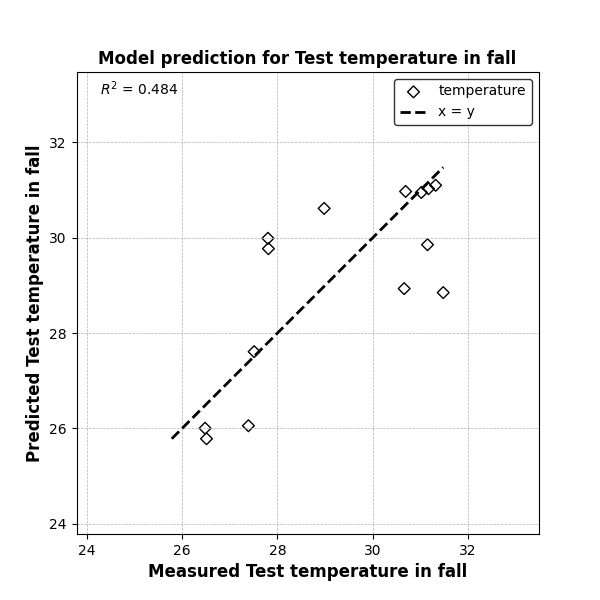 Model prediction for Test temperature in fall
R² = 0.484
temperature
x = y
Predicted Test temperature in fall
32
30
28
26
24
24 26 28 30 32
Measured Test temperature in fall